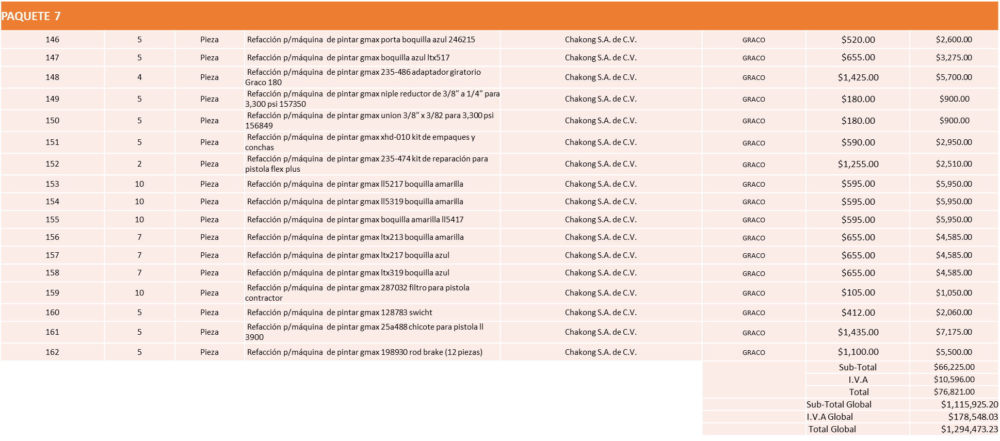 PAQUETE 7
146 5 Pieza Refacción p/máquina de pintar gmax porta boquilla azul 246215 Chakong S.A. de C.V. GRACO $520.00 $2,600.00
147 5 Pieza Refacción p/máquina de pintar gmax boquilla azul ltx517 Chakong S.A. de C.V. GRACO $655.00 $3,275.00
148 4 Pieza Refacción p/máquina de pintar gmax 235-486 adaptador giratorio
Graco 180 Chakong S.A. de C.V. GRACO $1,425.00 $5,700.00
149 5 Pieza Refacción p/máquina de pintar gmax niple reductor de 3/8" a 1/4" para
3,300 psi 157350 Chakong S.A. de C.V. GRACO $180.00 $900.00
150 5 Pieza Refacción p/máquina de pintar gmax union 3/8" x 3/82 para 3,300 psi
156849 Chakong S.A. de C.V. GRACO $180.00 $900.00
151 5 Pieza Refacción p/máquina de pintar gmax xhd-010 kit de empaques y
conchas Chakong S.A. de C.V. GRACO $590.00 $2,950.00
152 2 Pieza Refacción p/máquina de pintar gmax 235-474 kit de reparación para
pistola flex plus Chakong S.A. de C.V. GRACO $1,255.00 $2,510.00
153 10 Pieza Refacción p/máquina de pintar gmax ll5217 boquilla amarilla Chakong S.A. de C.V. GRACO $595.00 $5,950.00
154 10 Pieza Refacción p/máquina de pintar gmax ll5319 boquilla amarilla Chakong S.A. de C.V. GRACO $595.00 $5,950.00
155 10 Pieza Refacción p/máquina de pintar gmax boquilla amarilla ll5417 Chakong S.A. de C.V. GRACO $595.00 $5,950.00
156 7 Pieza Refacción p/máquina de pintar gmax ltx213 boquilla amarilla Chakong S.A. de C.V. GRACO $655.00 $4,585.00
157 7 Pieza Refacción p/máquina de pintar gmax ltx217 boquilla azul Chakong S.A. de C.V. GRACO $655.00 $4,585.00
158 7 Pieza Refacción p/máquina de pintar gmax ltx319 boquilla azul Chakong S.A. de C.V. GRACO $655.00 $4,585.00
159 10 Pieza Refacción p/máquina de pintar gmax 287032 filtro para pistola
contractor Chakong S.A. de C.V. GRACO $105.00 $1,050.00
160 5 Pieza Refacción p/máquina de pintar gmax 128783 swicht Chakong S.A. de C.V. GRACO $412.00 $2,060.00
161 5 Pieza Refacción p/máquina de pintar gmax 25a488 chicote para pistola ll
3900 Chakong S.A. de C.V. GRACO $1,435.00 $7,175.00
162 5 Pieza Refacción p/máquina de pintar gmax 198930 rod brake (12 piezas) Chakong S.A. de C.V. GRACO $1,100.00 $5,500.00
Sub-Total $66,225.00
I.V.A $10,596.00
Total $76,821.00
Sub-Total Global $1,115,925.20
I.V.A Global $178,548.03
Total Global $1,294,473.23